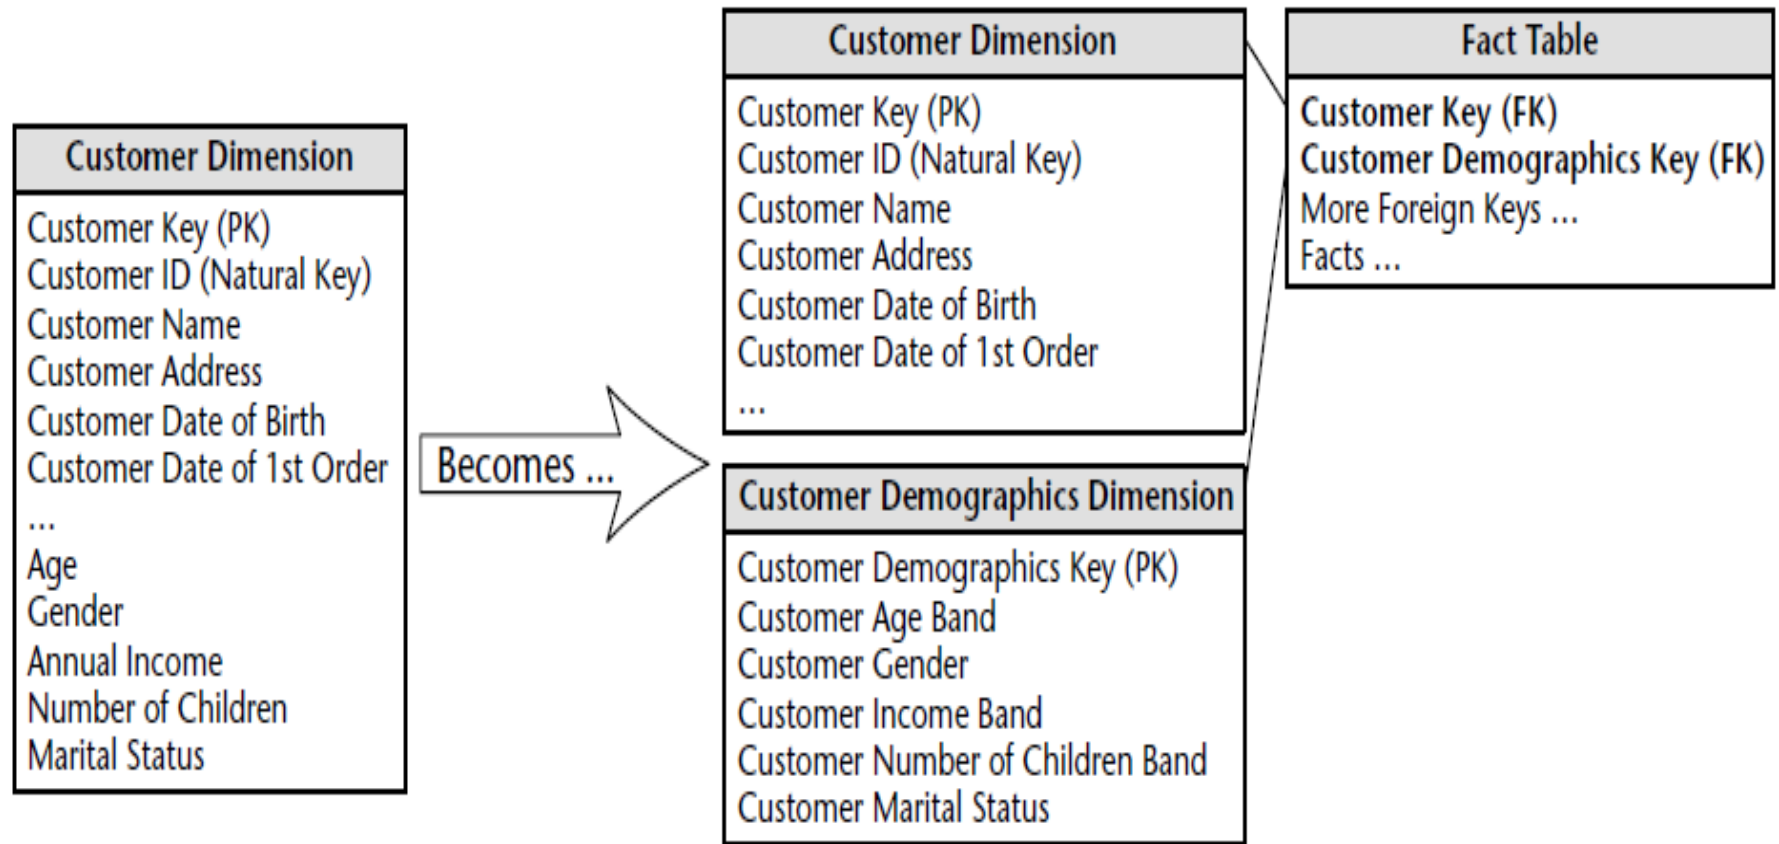 Customer Dimension
Customer Key (PK)
Customer ID (Natural Key)
Customer Name
Customer Address
Customer Date of Birth
Customer Date of 1st Order
...
Age
Gender
Annual Income
Number of Children
Marital Status
Becomes ...
Customer Dimension
Customer Key (PK)
Customer ID (Natural Key)
Customer Name
Customer Address
Customer Date of Birth
Customer Date of 1st Order
...
Customer Demographics Dimension
Customer Demographics Key (PK)
Customer Age Band
Customer Gender
Customer Income Band
Customer Number of Children Band
Customer Marital Status
Fact Table
Customer Key (FK)
Customer Demographics Key (FK)
More Foreign Keys ...
Facts ...